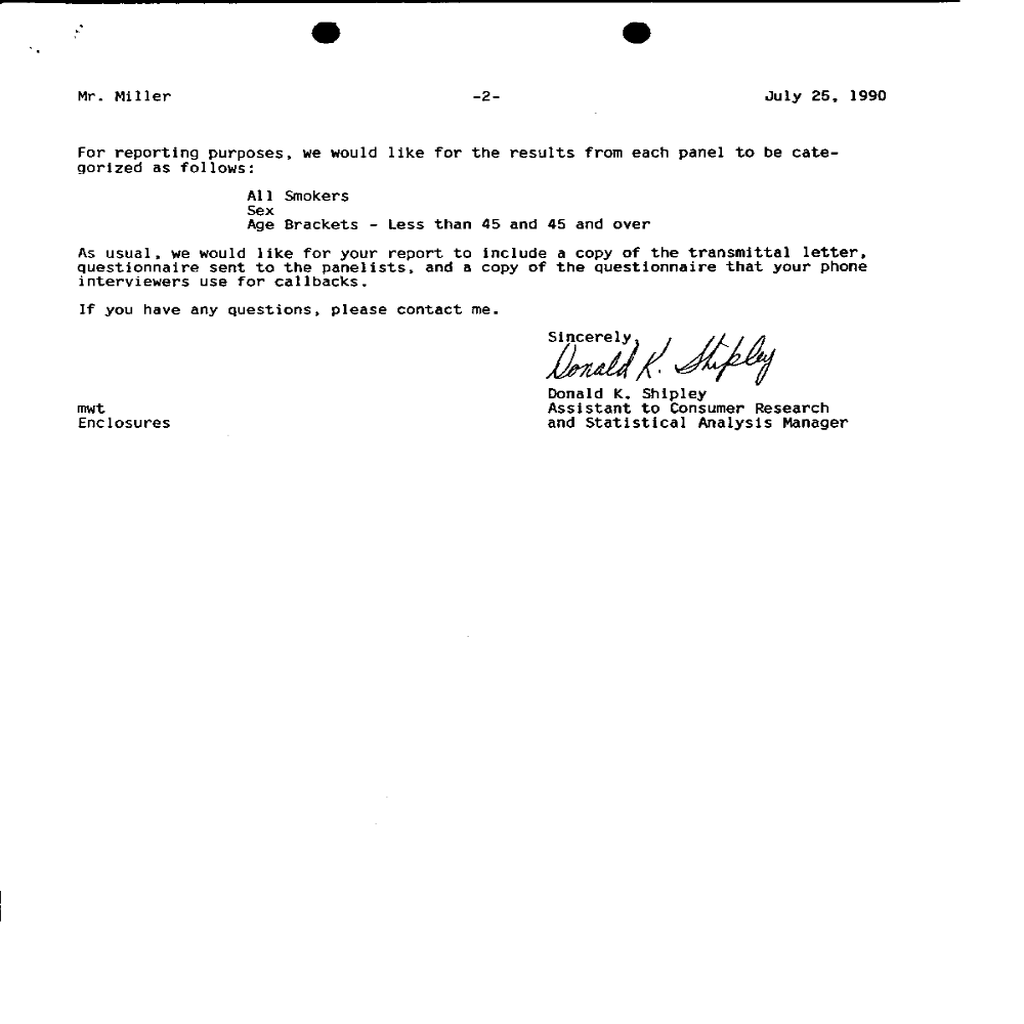 Mr. Miller -2- July 25, 1990
For reporting purposes, we would like for the results from each panel to be cate-
gorized as follows:
All Smokers
Sex
Age Brackets - Less than 45 and 45 and over
As usual, we would like for your report to include a copy of the transmittal letter,
questionnaire sent to the panelists, and a copy of the questionnaire that your phone
interviewers use for callbacks.
If you have any questions, please contact me.
Sincerely,
Donald K. Shipley
Donald K. Shipley
mwt Assistant to Consumer Research
Enclosures and Statistical Analysis Manager